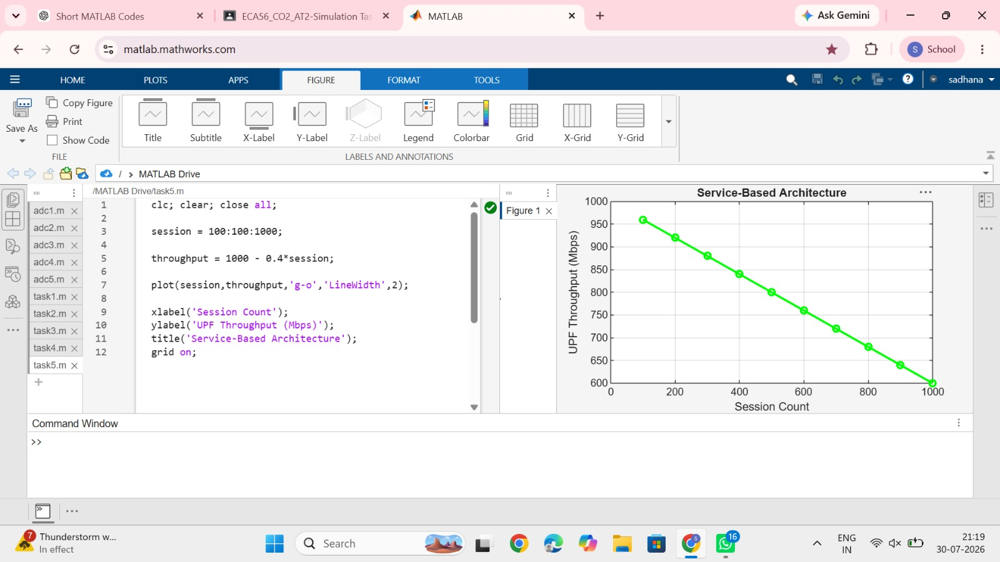 Short MATLAB Codes
ECA56_CO2_AT2-Simulation Tas
MATLAB
Ask Gemini
matlab.mathworks.com
S School
HOME PLOTS APPS FIGURE FORMAT TOOLS
sadhana
Save As
Copy Figure
Print
Show Code
FILE
Title Subtitle X-Label Y-Label Z-Label Legend Colorbar Grid X-Grid Y-Grid
LABELS AND ANNOTATIONS
/ MATLAB Drive
adc1.m
adc2.m
adc3.m
adc4.m
adc5.m
task1.m
task2.m
task3.m
task4.m
task5.m
/MATLAB Drive/task5.m
1 clc; clear; close all;
2
3 session = 100:100:1000;
4
5 throughput = 1000 - 0.4*session;
6
7 plot(session,throughput,'g-o','LineWidth',2);
8
9 xlabel('Session Count');
10 ylabel('UPF Throughput (Mbps)');
11 title('Service-Based Architecture');
12 grid on;
Figure 1
Service-Based Architecture
UPF Throughput (Mbps)
1000
950
900
850
800
750
700
650
600
0 200 400 600 800 1000
Session Count
Command Window
>>
7
Thunderstorm w...
In effect
Search
16
ENG
IN
21:19
30-07-2026